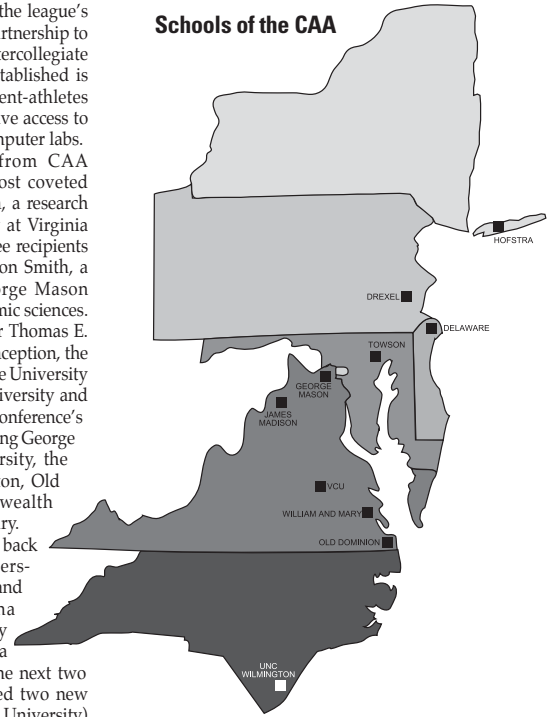 the league's
rtnership to
tercollegiate
tablished is
ent-athletes
ve access to
puter labs.
from CAA
ost coveted
, a research
at Virginia
ee recipients
on Smith, a
rge Mason
mic sciences.
r Thomas E.
ception, the
e University
iversity and
onference's
ng George
rsity, the
on, Old
wealth
ry.
back
ers-
and
na
y
a
he next two
ed two new
University)
Schools of the CAA
HOFSTRA
DREXEL
DELAWARE
TOWSON
GEORGE
MASON
JAMES
MADISON
VCU
WILLIAM AND MARY
OLD DOMINION
UNC
WILMINGTON